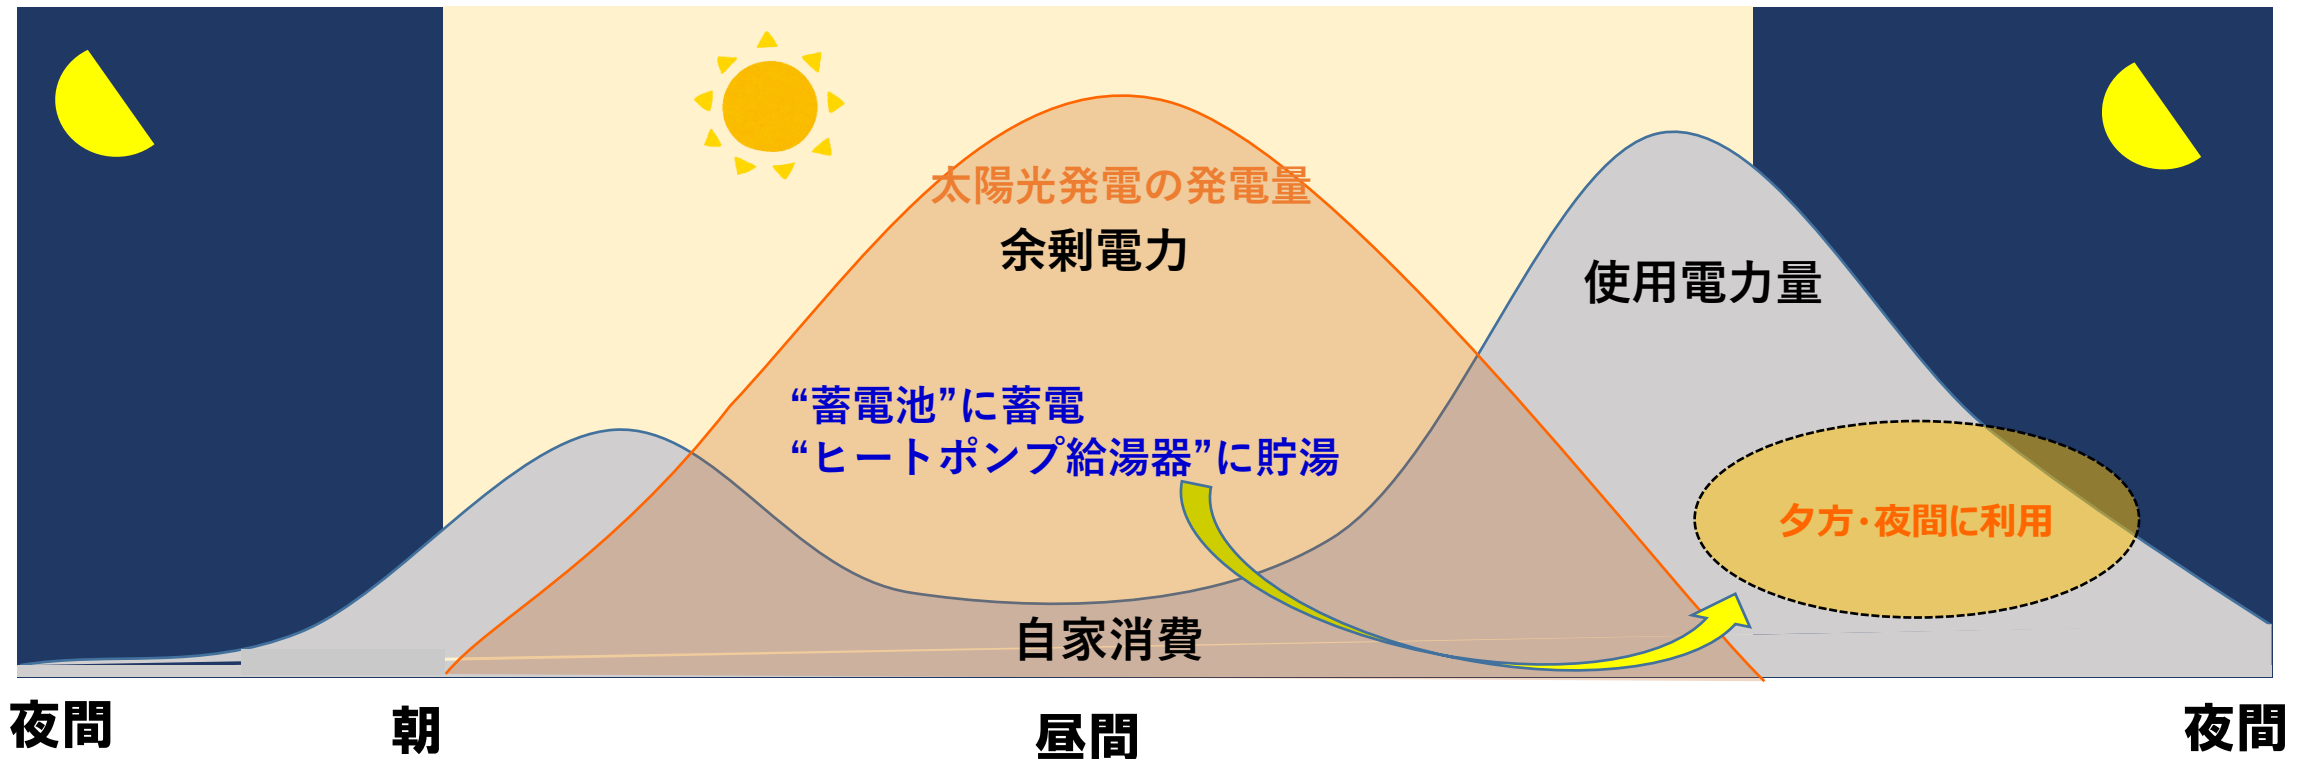 太陽光発電の発電量
余剰電力
使用電力量
“蓄電池”に蓄電
“ヒートポンプ給湯器”に貯湯
夕方・夜間に利用
自家消費
夜間
朝
昼間
夜間